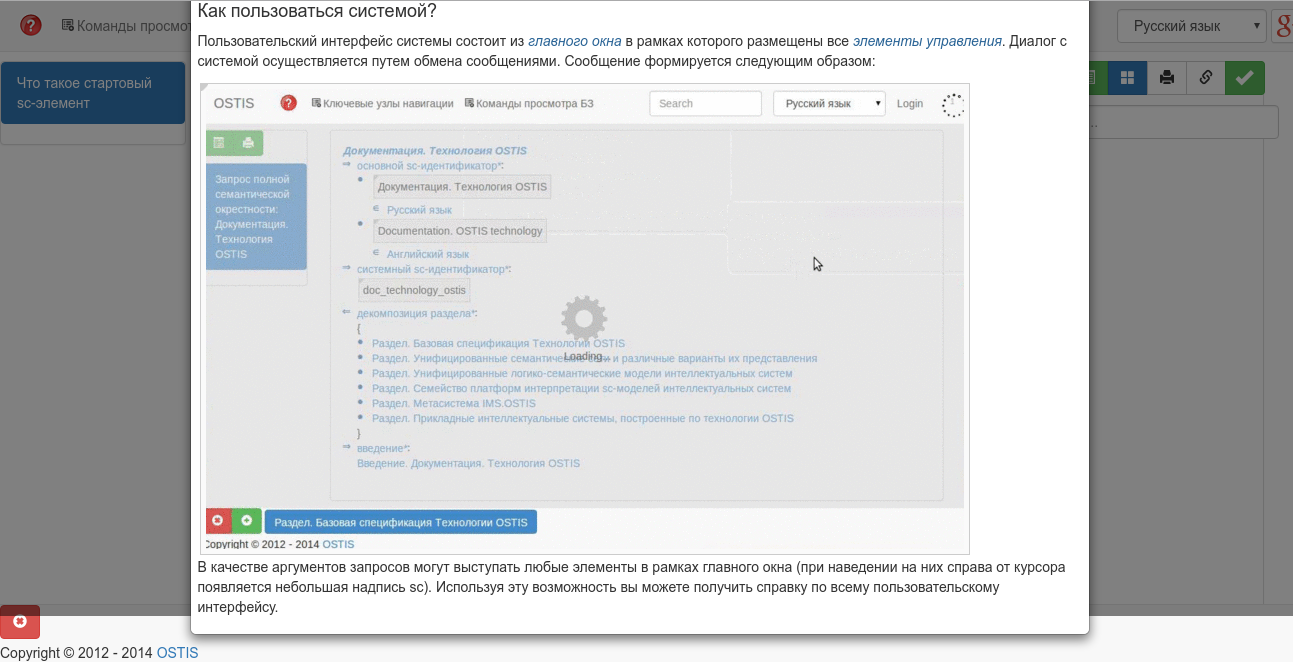 Как пользоваться системой?
Команды просмот
Русский язык
Пользовательский интерфейс системы состоит из главного окна в рамках которого размещены все элементы управления. Диалог с
системой осуществляется путем обмена сообщениями. Сообщение формируется следующим образом:
Что такое стартовый
sc-элемент
OSTIS
Ключевые узлы навигации
Команды просмотра БЗ
Search
Русский язык
Login
Документация. Технология OSTIS
основной sc-идентификатор*:
Документация. Технология OSTIS
∈ Русский язык
Documentation. OSTIS technology
∈ Английский язык
системный sc-идентификатор*:
doc_technology_ostis
декомпозиция раздела*:
{
Раздел. Базовая спецификация Технологии OSTIS
Раздел. Унифицированные семантические сети и различные варианты их представления
Раздел. Унифицированные логико-семантические модели интеллектуальных систем
Раздел. Семейство платформ интерпретации sc-моделей интеллектуальных систем
Раздел. Метасистема IMS.OSTIS
Раздел. Прикладные интеллектуальные системы, построенные по технологии OSTIS
}
введение*:
Введение. Документация. Технология OSTIS
Запрос полной
семантической
окрестности:
Документация.
Технология
OSTIS
Loading...
Раздел. Базовая спецификация Технологии OSTIS
Copyright © 2012 - 2014 OSTIS
В качестве аргументов запросов могут выступать любые элементы в рамках главного окна (при наведении на них справа от курсора
появляется небольшая надпись sc). Используя эту возможность вы можете получить справку по всему пользовательскому
интерфейсу.
Copyright © 2012 - 2014 OSTIS